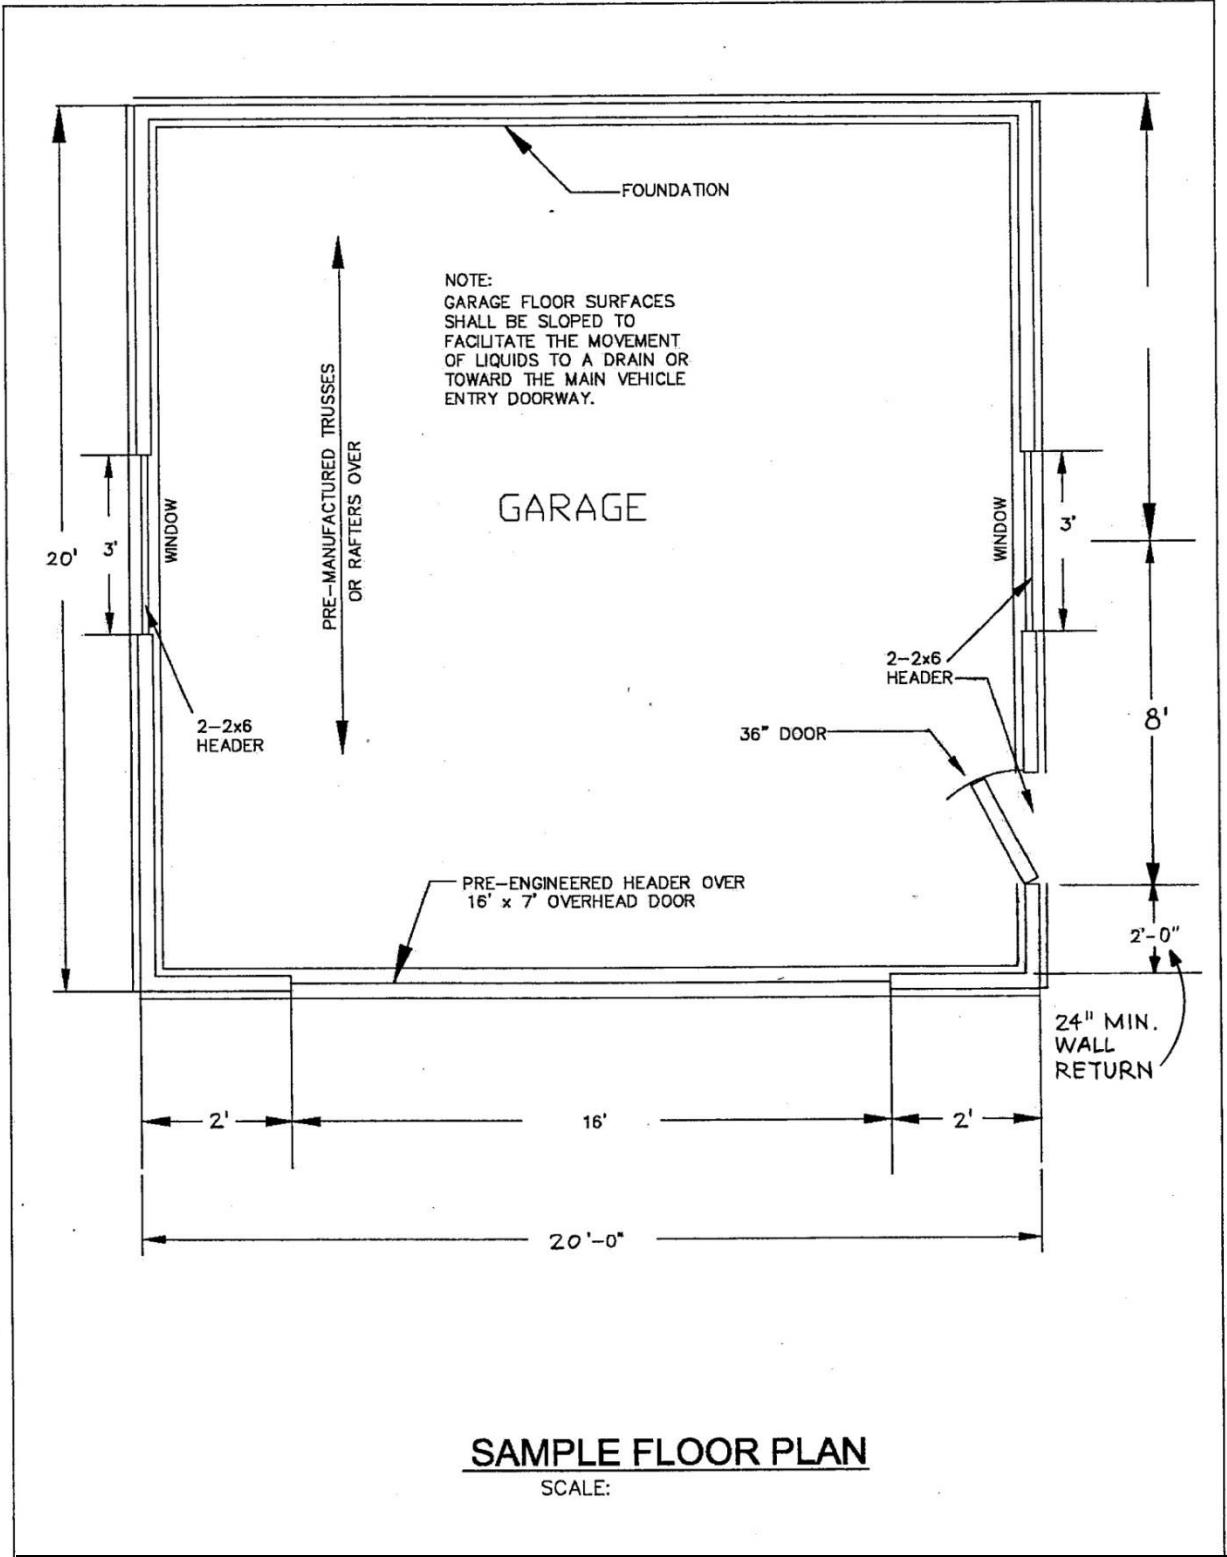 FOUNDATION
NOTE:
GARAGE FLOOR SURFACES
SHALL BE SLOPED TO
FACILITATE THE MOVEMENT
OF LIQUIDS TO A DRAIN OR
TOWARD THE MAIN VEHICLE
ENTRY DOORWAY.
PRE-MANUFACTURED TRUSSES
OR RAFTERS OVER
GARAGE
20'
3'
WINDOW
WINDOW
3'
2-2x6
HEADER
2-2x6
HEADER
36" DOOR
8'
PRE-ENGINEERED HEADER OVER
16' x 7' OVERHEAD DOOR
2'-0"
24" MIN.
WALL
RETURN
2'
16'
2'
20'-0"
SAMPLE FLOOR PLAN
SCALE: